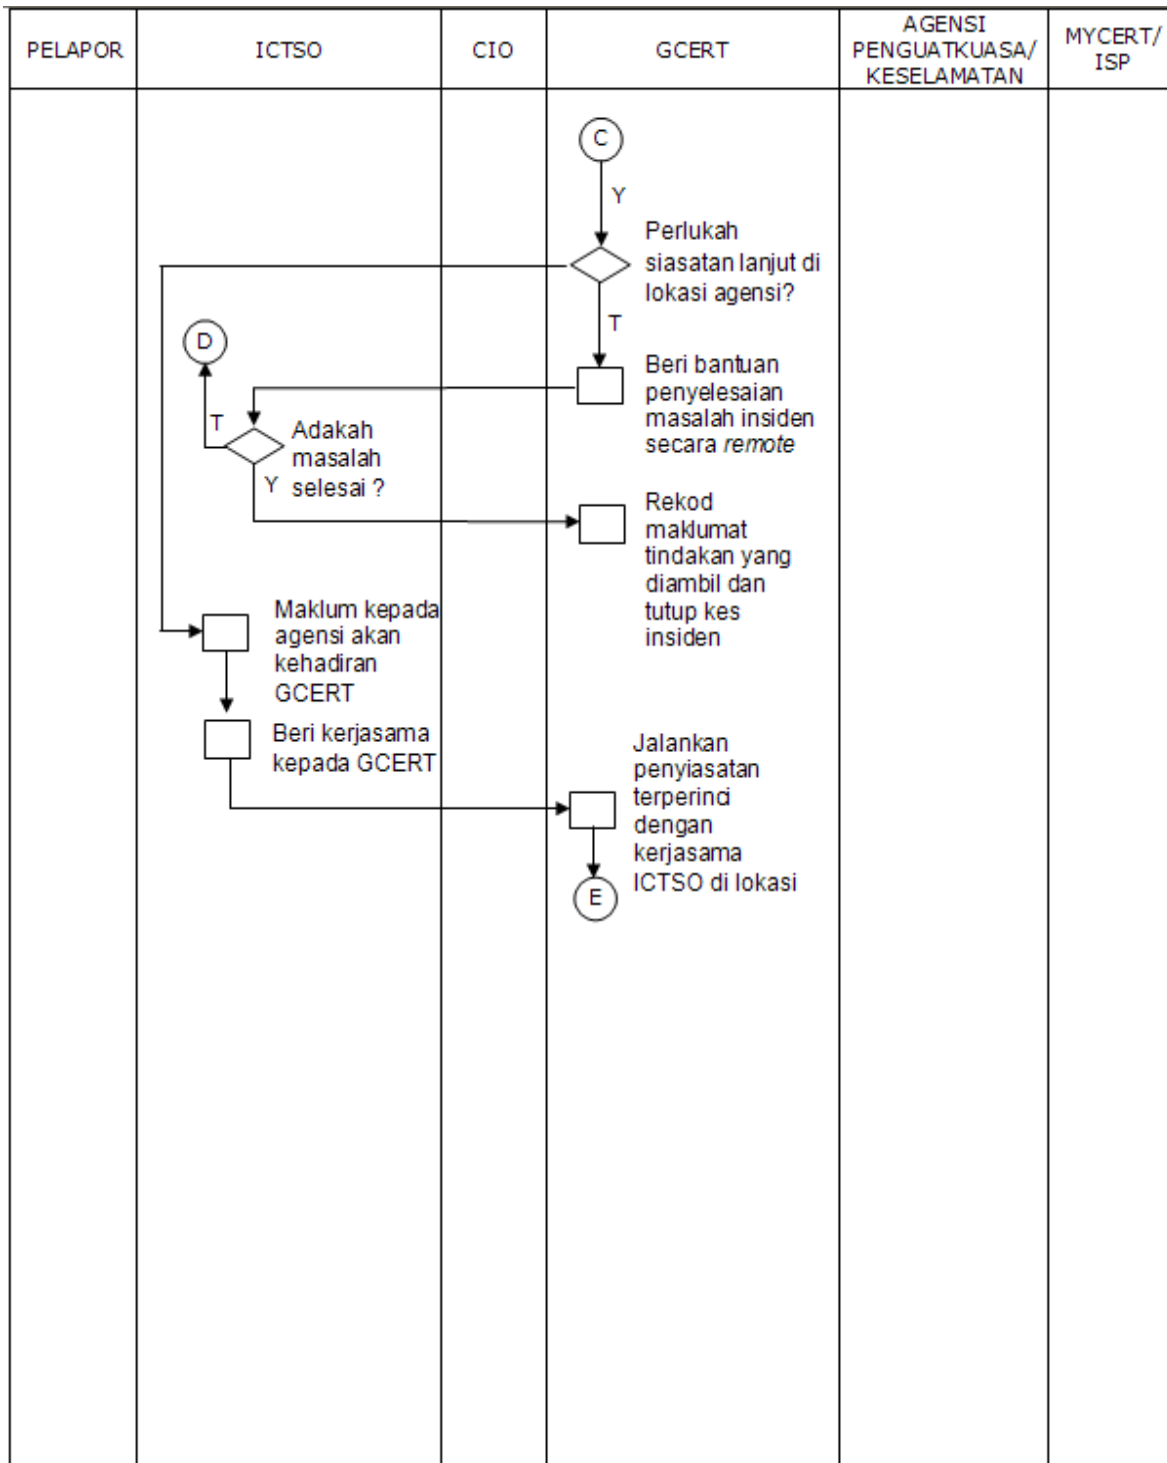 PELAPOR
ICTSO
CIO
GCERT
AGENSI
PENGUATKUASA/
KESELAMATAN
MYCERT/
ISP
C
Y
Perlukah
siasatan lanjut di
lokasi agensi?
T
D
Beri bantuan
penyelesaian
masalah insiden
secara remote
T
Adakah
masalah
selesai ?
Y
Rekod
maklumat
tindakan yang
diambil dan
tutup kes
insiden
Maklum kepada
agensi akan
kehadiran
GCERT
Beri kerjasama
kepada GCERT
Jalankan
penyiasatan
terperinci
dengan
kerjasama
ICTSO di lokasi
E